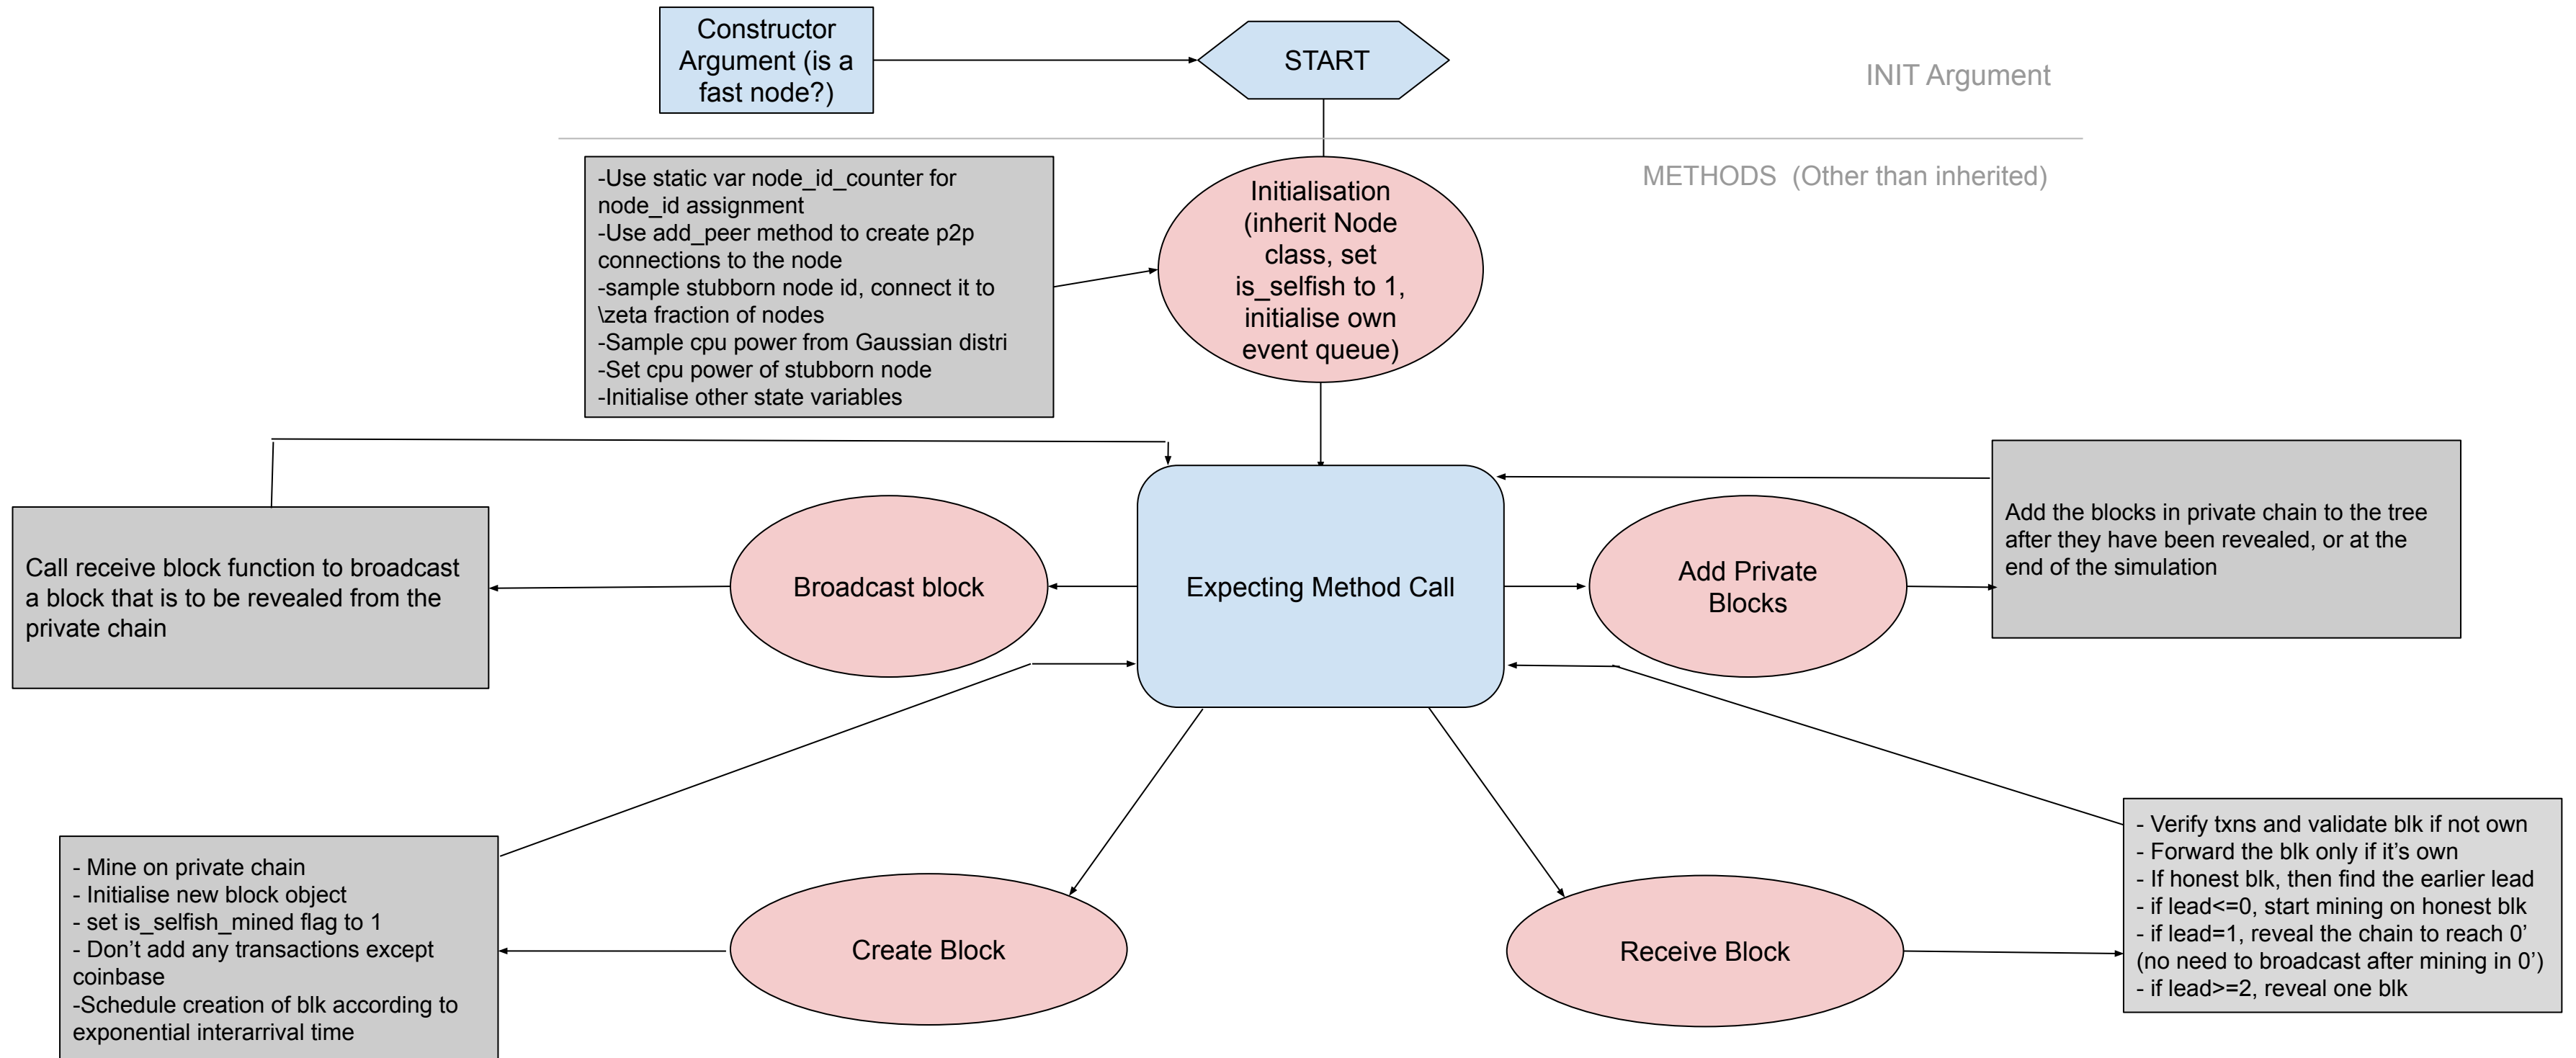 Constructor
Argument (is a
fast node?)
START
INIT Argument
METHODS  (Other than inherited)
-Use static var node_id_counter for
node_id assignment
-Use add_peer method to create p2p
connections to the node
-sample stubborn node id, connect it to
\zeta fraction of nodes
-Sample cpu power from Gaussian distri
-Set cpu power of stubborn node
-Initialise other state variables
Initialisation
(inherit Node
class, set
is_selfish to 1,
initialise own
event queue)
Call receive block function to broadcast
a block that is to be revealed from the
private chain
Broadcast block
Expecting Method Call
Add Private
Blocks
Add the blocks in private chain to the tree
after they have been revealed, or at the
end of the simulation
- Mine on private chain
- Initialise new block object
- set is_selfish_mined flag to 1
- Don’t add any transactions except
coinbase
-Schedule creation of blk according to
exponential interarrival time
Create Block
Receive Block
- Verify txns and validate blk if not own
- Forward the blk only if it’s own
- If honest blk, then find the earlier lead
- if lead<=0, start mining on honest blk
- if lead=1, reveal the chain to reach 0’
(no need to broadcast after mining in 0’)
- if lead>=2, reveal one blk